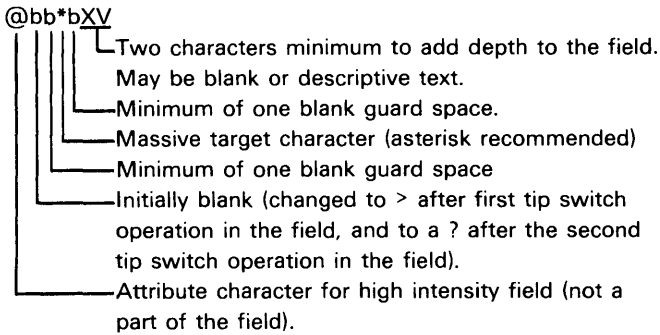 @bb*bXV
Two characters minimum to add depth to the field.
May be blank or descriptive text.
Minimum of one blank guard space.
Massive target character (asterisk recommended)
Minimum of one blank guard space
Initially blank (changed to > after first tip switch
operation in the field, and to a ? after the second
tip switch operation in the field).
Attribute character for high intensity field (not a
part of the field).